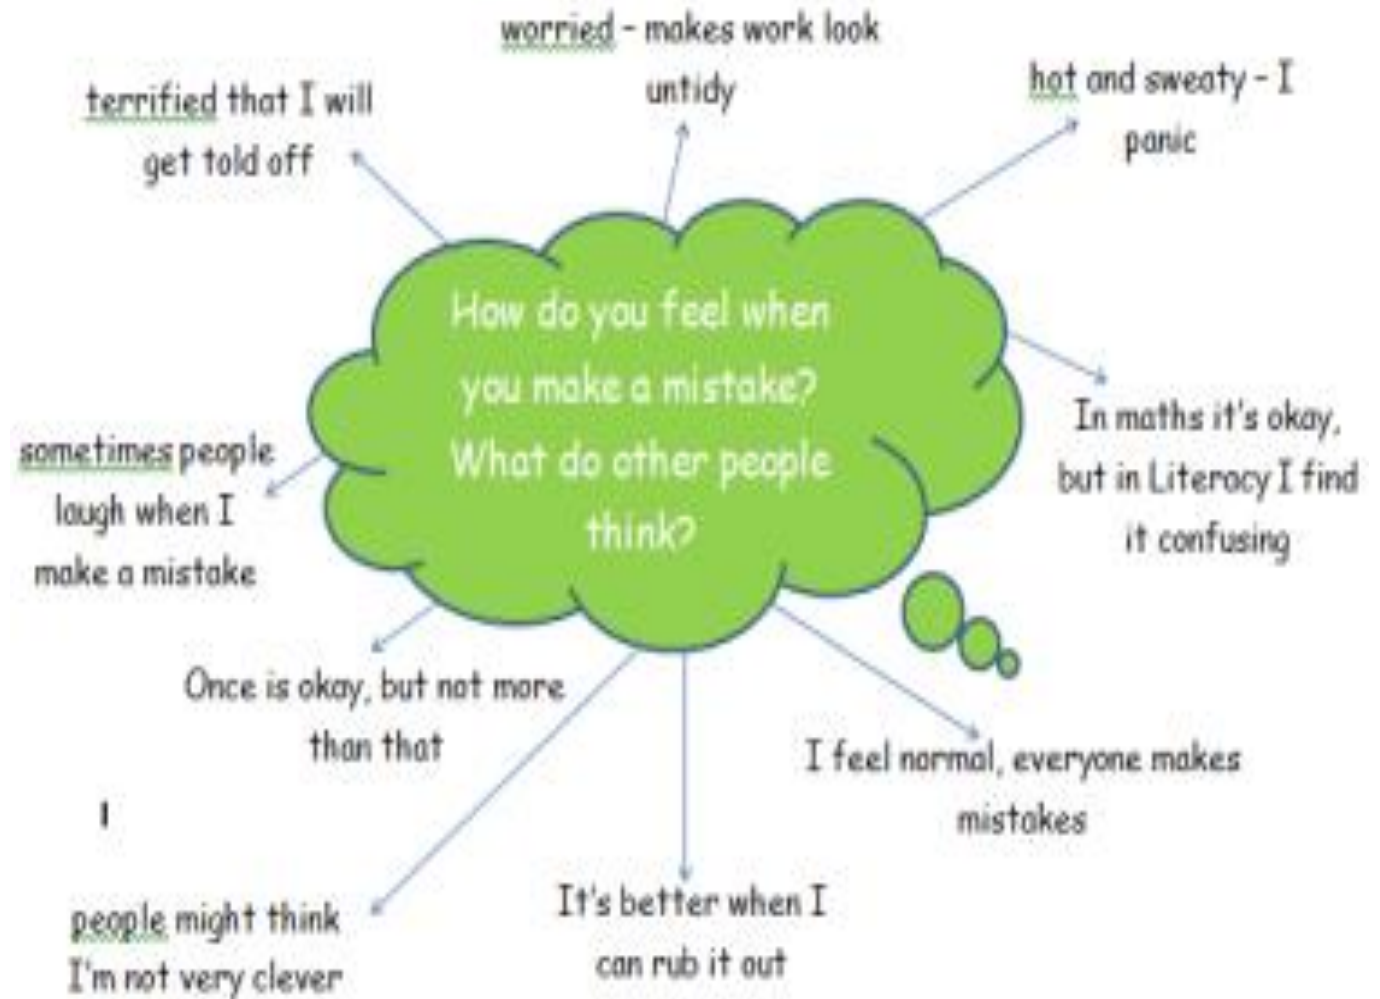 worried - makes work look
untidy
terrified that I will
get told off
hot and sweaty - I
panic
How do you feel when
you make a mistake?
What do other people
think?
In maths it's okay,
but in Literacy I find
it confusing
sometimes people
laugh when I
make a mistake
Once is okay, but not more
than that
I feel normal, everyone makes
mistakes
It's better when I
can rub it out
people might think
I'm not very clever